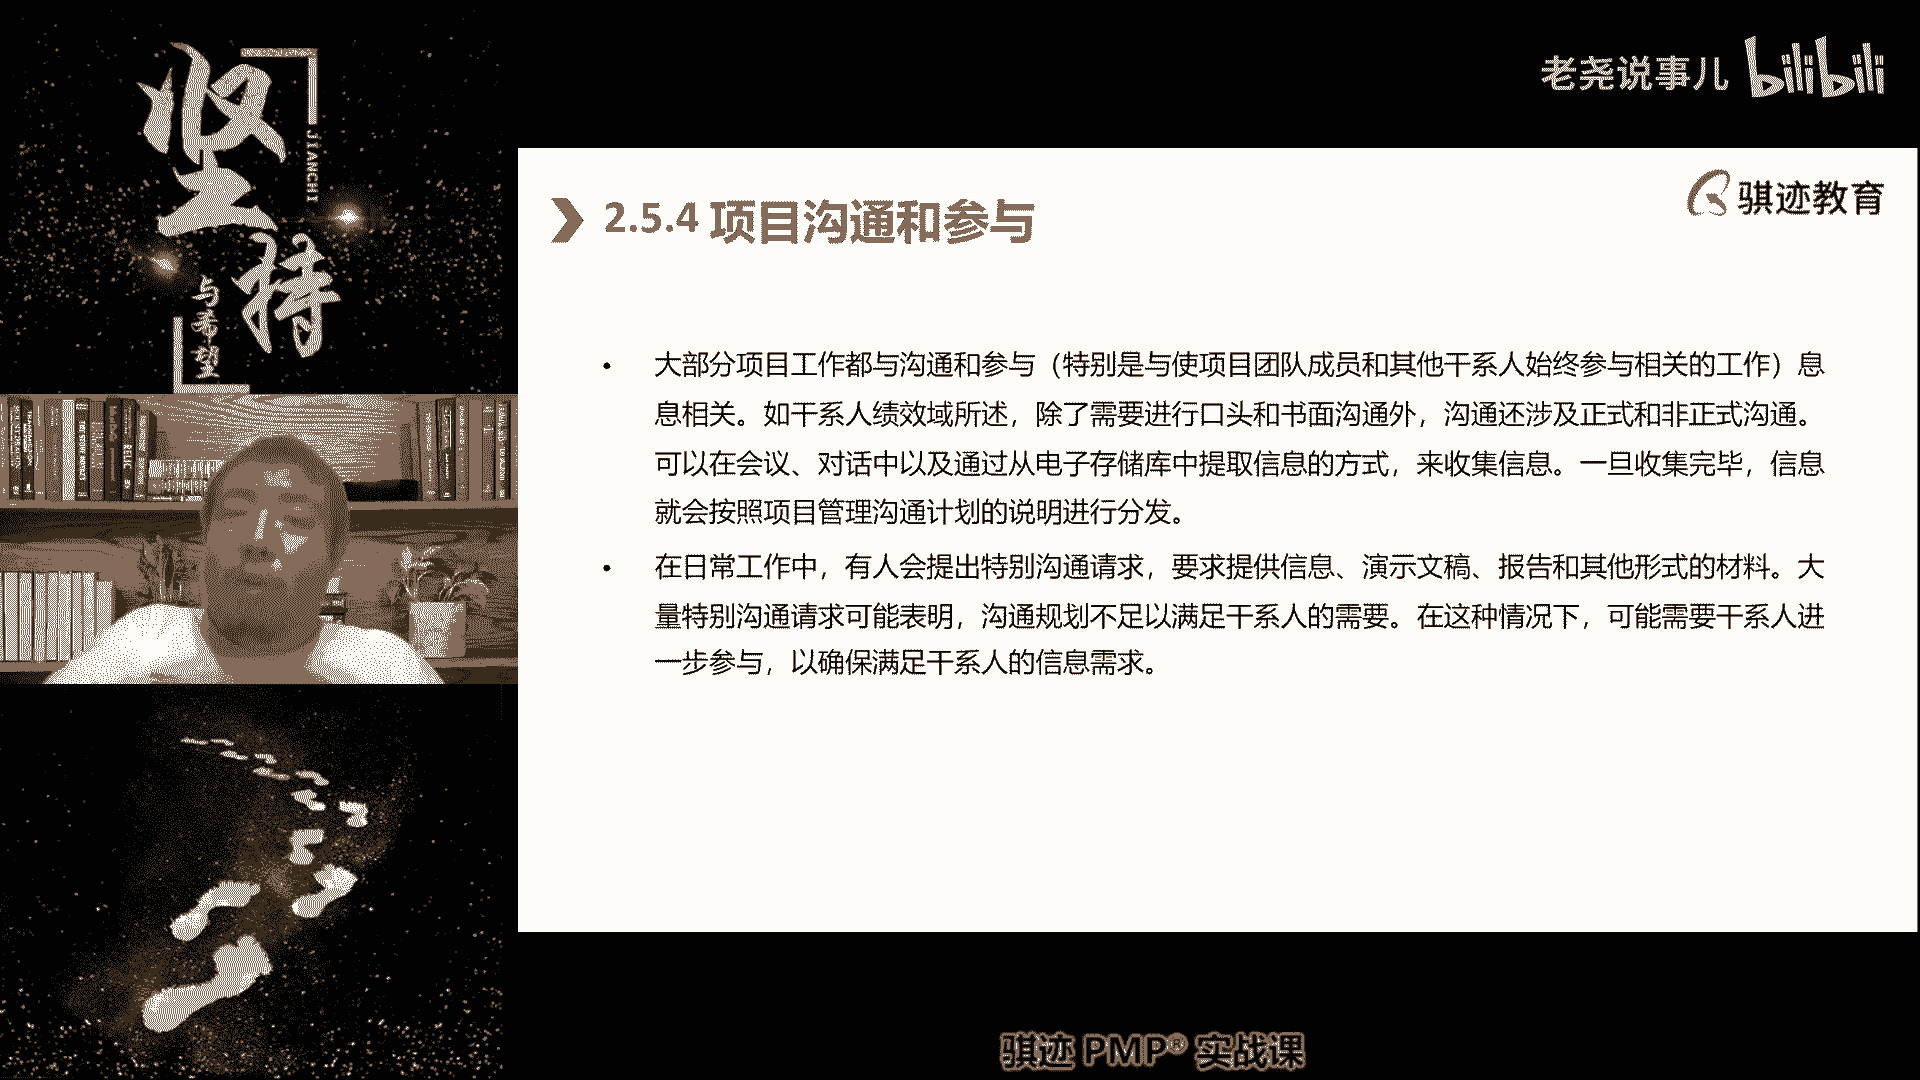 坚持
JIANCHI
与希望
老尧说事儿 bilibili
骐迹教育
2.5.4 项目沟通和参与
• 大部分项目工作都与沟通和参与（特别是与使项目团队成员和其他干系人始终参与相关的工作）息
息相关。如干系人绩效域所述，除了需要进行口头和书面沟通外，沟通还涉及正式和非正式沟通。
可以在会议、对话中以及通过从电子存储库中提取信息的方式，来收集信息。一旦收集完毕，信息
就会按照项目管理沟通计划的说明进行分发。
• 在日常工作中，有人会提出特别沟通请求，要求提供信息、演示文稿、报告和其他形式的材料。大
量特别沟通请求可能表明，沟通规划不足以满足干系人的需要。在这种情况下，可能需要干系人进
一步参与，以确保满足干系人的信息需求。
骐迹 PMP® 实战课